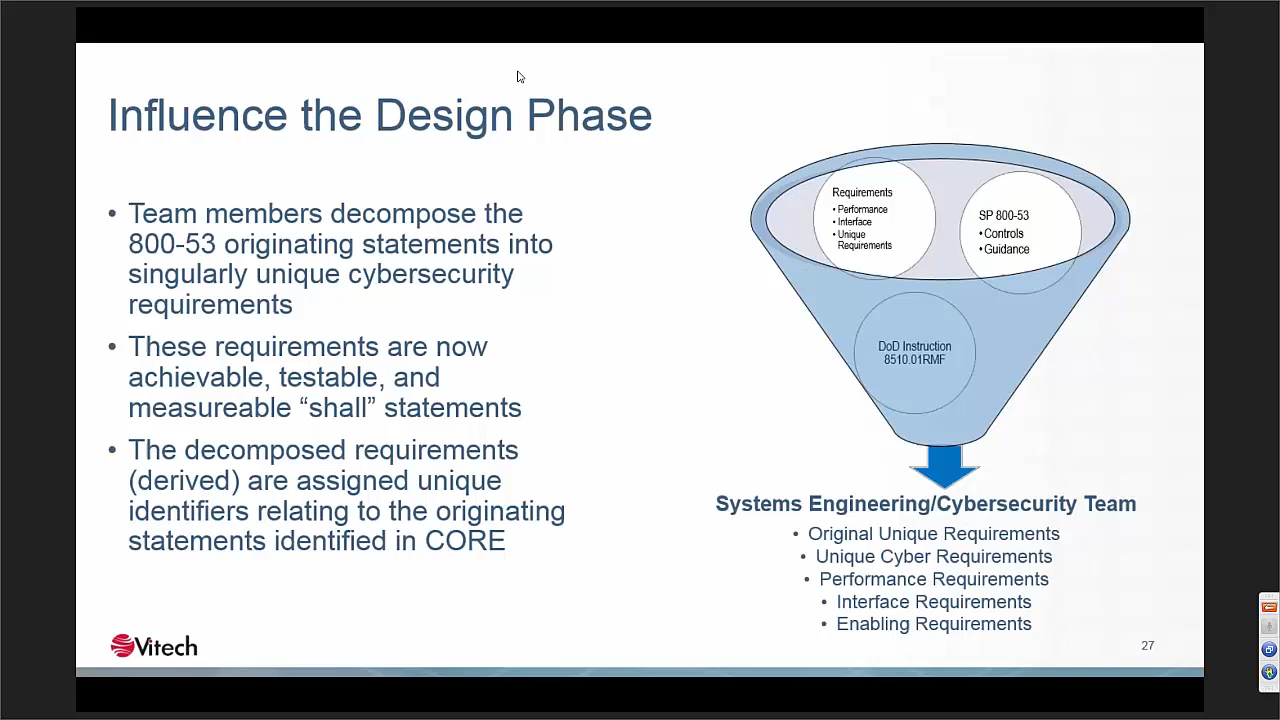 Influence the Design Phase
• Team members decompose the
800-53 originating statements into
singularly unique cybersecurity
requirements
• These requirements are now
achievable, testable, and
measureable “shall” statements
• The decomposed requirements
(derived) are assigned unique
identifiers relating to the originating
statements identified in CORE
Requirements
• Performance
• Interface
• Unique
Requirements
SP 800-53
• Controls
• Guidance
DoD Instruction
8510.01RMF
Systems Engineering/Cybersecurity Team
• Original Unique Requirements
• Unique Cyber Requirements
• Performance Requirements
• Interface Requirements
• Enabling Requirements
Vitech
27